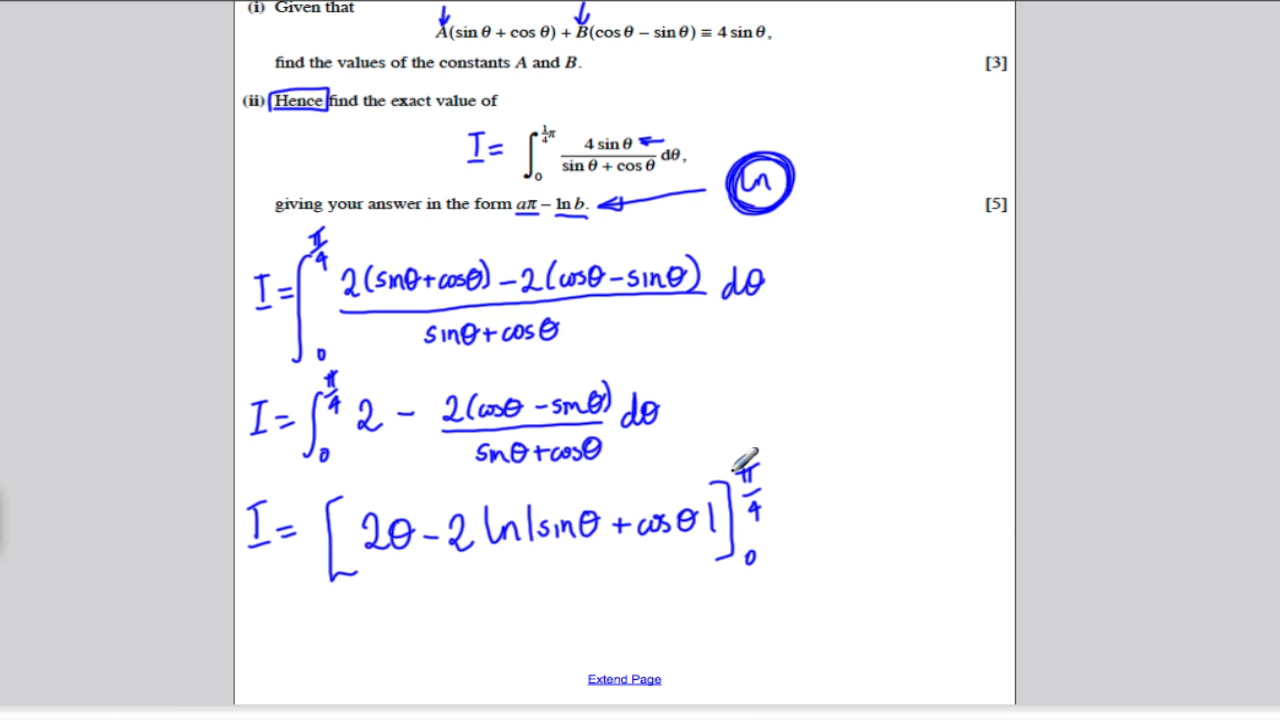 (i) Given that
A(sin θ + cos θ) + B(cos θ − sin θ) ≡ 4 sin θ,
find the values of the constants A and B. [3]
(ii) Hence find the exact value of
I = ∫₀^{¼π} (4 sin θ)/(sin θ + cos θ) dθ,
ln
giving your answer in the form aπ − ln b. [5]
I = ∫₀^{π/4} (2(sinθ + cosθ) − 2(cosθ − sinθ))/(sinθ + cosθ) dθ
I = ∫₀^{π/4} 2 − (2(cosθ − sinθ))/(sinθ + cosθ) dθ
I = [2θ − 2 ln|sinθ + cosθ|]₀^{π/4}
Extend Page